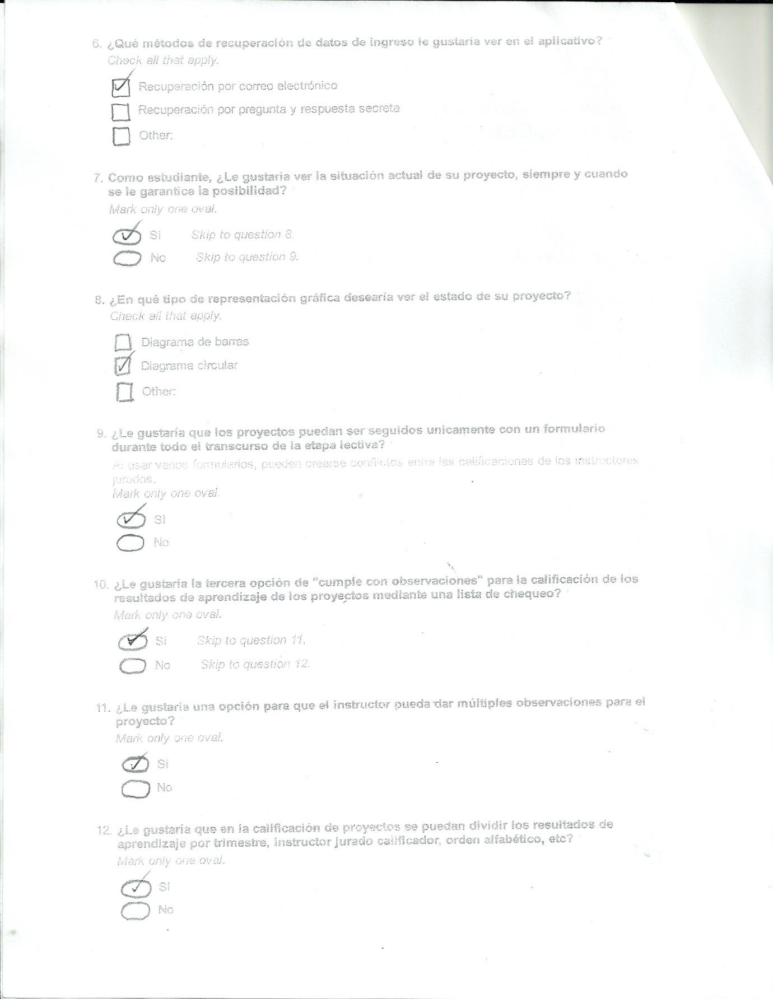 6. ¿Qué métodos de recuperación de datos de ingreso le gustaría ver en el aplicativo?
Check all that apply.
Recuperación por correo electrónico
Recuperación por pregunta y respuesta secreta
Other:
7. Como estudiante, ¿Le gustaría ver la situación actual de su proyecto, siempre y cuando
se le garantice la posibilidad?
Mark only one oval.
Si Skip to question 8.
No Skip to question 9.
8. ¿En qué tipo de representación gráfica desearía ver el estado de su proyecto?
Check all that apply.
Diagrama de barras
Diagrama circular
Other:
9. ¿Le gustaría que los proyectos puedan ser seguidos unicamente con un formulario
durante todo el transcurso de la etapa lectiva?
Al usar varios formularios, pueden crearse conflictos entre las calificaciones de los instructores
jurados.
Mark only one oval.
Si
No
10. ¿Le gustaría la tercera opción de "cumple con observaciones" para la calificación de los
resultados de aprendizaje de los proyectos mediante una lista de chequeo?
Mark only one oval.
Si Skip to question 11.
No Skip to question 12.
11. ¿Le gustaría una opción para que el instructor pueda dar múltiples observaciones para el
proyecto?
Mark only one oval.
Si
No
12. ¿Le gustaría que en la calificación de proyectos se puedan dividir los resultados de
aprendizaje por trimestre, instructor jurado calificador, orden alfabético, etc?
Mark only one oval.
Si
No